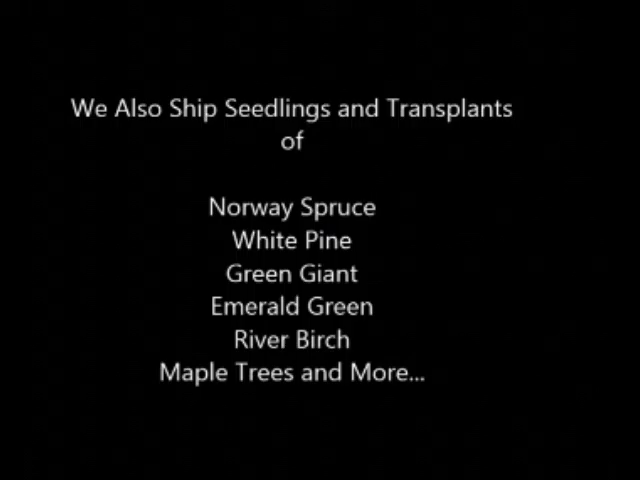 We Also Ship Seedlings and Transplants
of
Norway Spruce
White Pine
Green Giant
Emerald Green
River Birch
Maple Trees and More...